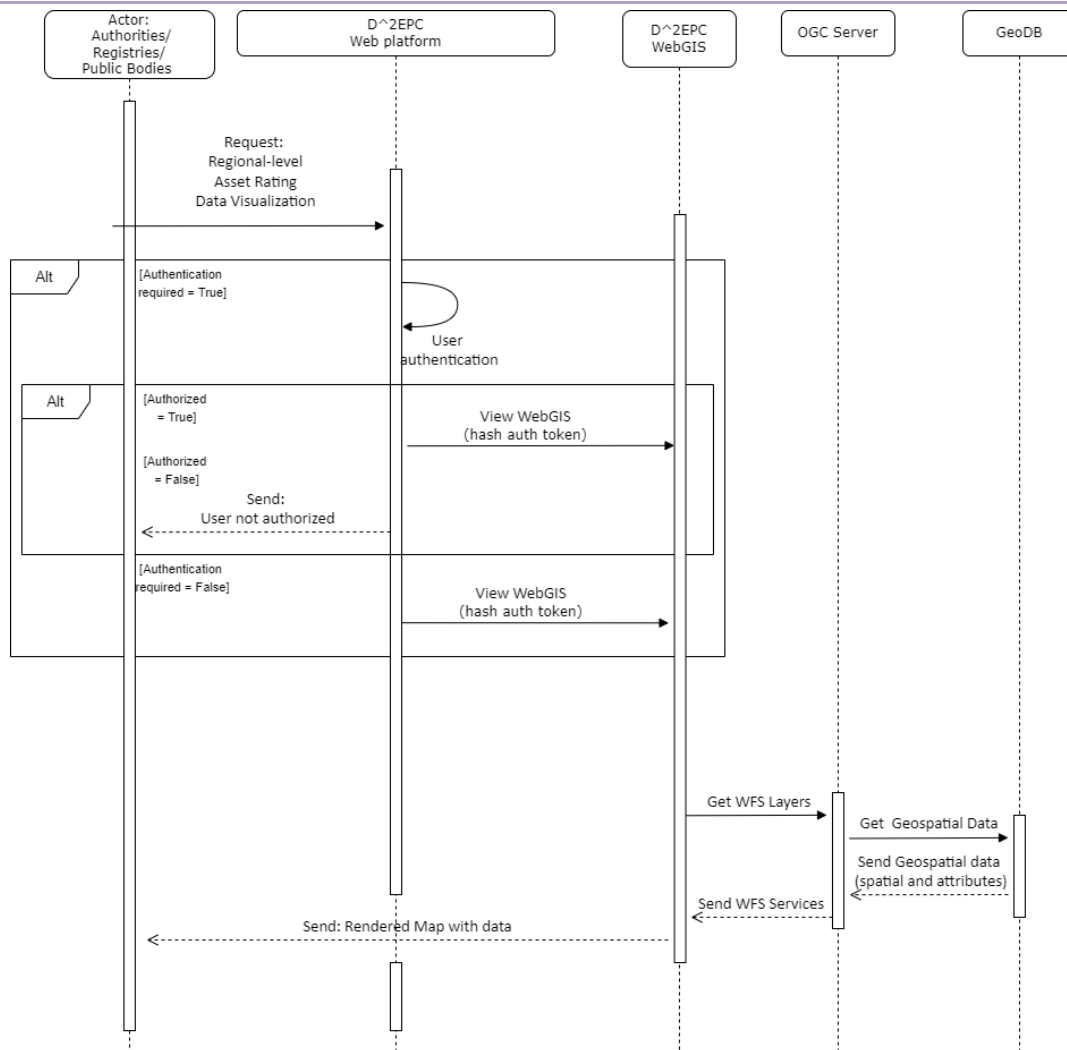 Actor:
Authorities/
Registries/
Public Bodies
D^2EPC
Web platform
D^2EPC
WebGIS
OGC Server
GeoDB
Request:
Regional-level
Asset Rating
Data Visualization
Alt
[Authentication
required = True]
User
authentication
Alt
[Authorized
= True]
View WebGIS
(hash auth token)
[Authorized
= False]
Send:
User not authorized
[Authentication
required = False]
View WebGIS
(hash auth token)
Get WFS Layers
Get Geospatial Data
Send Geospatial data
(spatial and attributes)
Send WFS Services
Send: Rendered Map with data